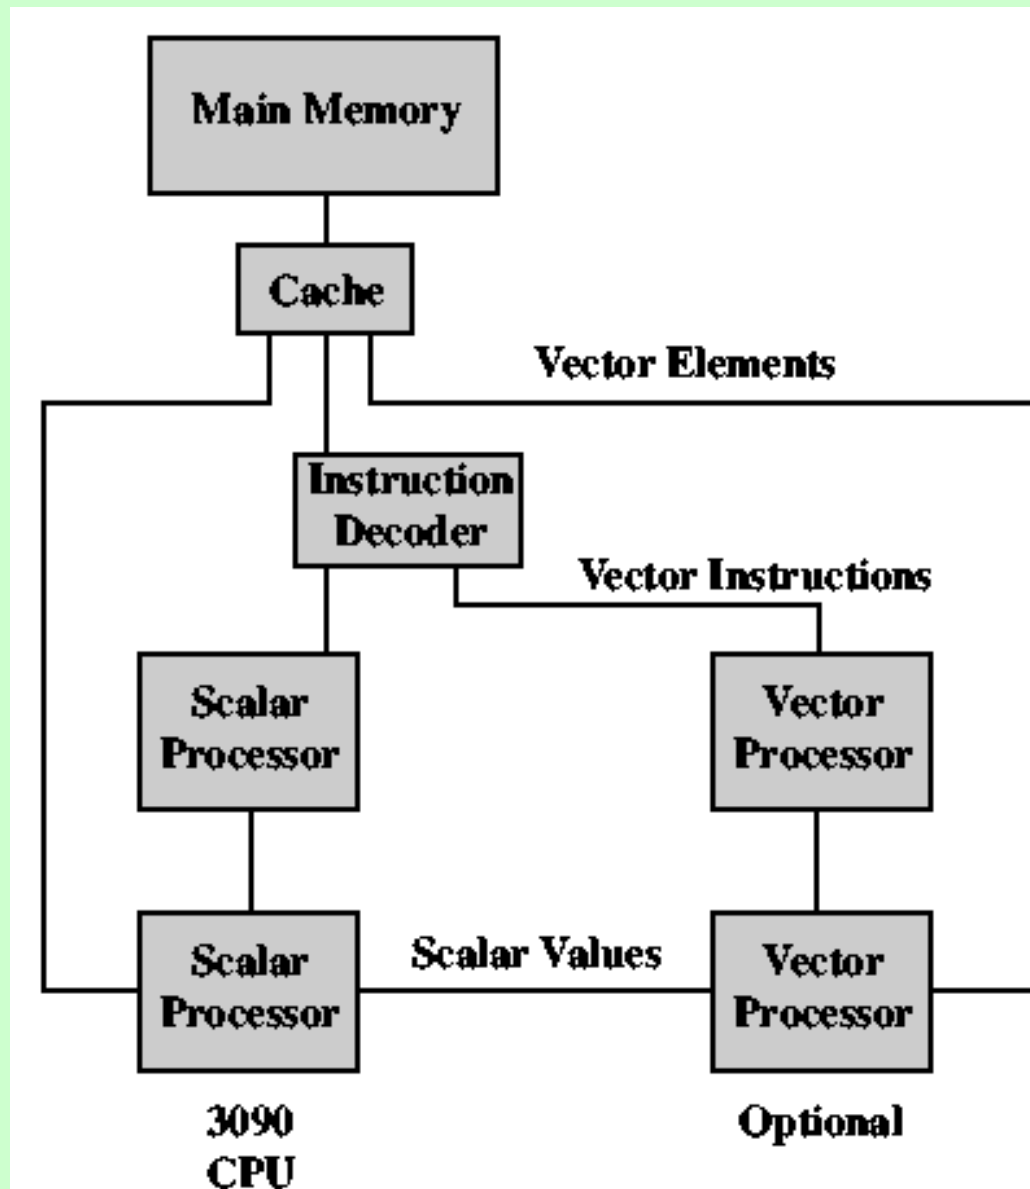 Main Memory
Cache
Vector Elements
Instruction
Decoder
Vector Instructions
Scalar
Processor
Vector
Processor
Scalar
Processor
Scalar Values
Vector
Processor
3090
CPU
Optional